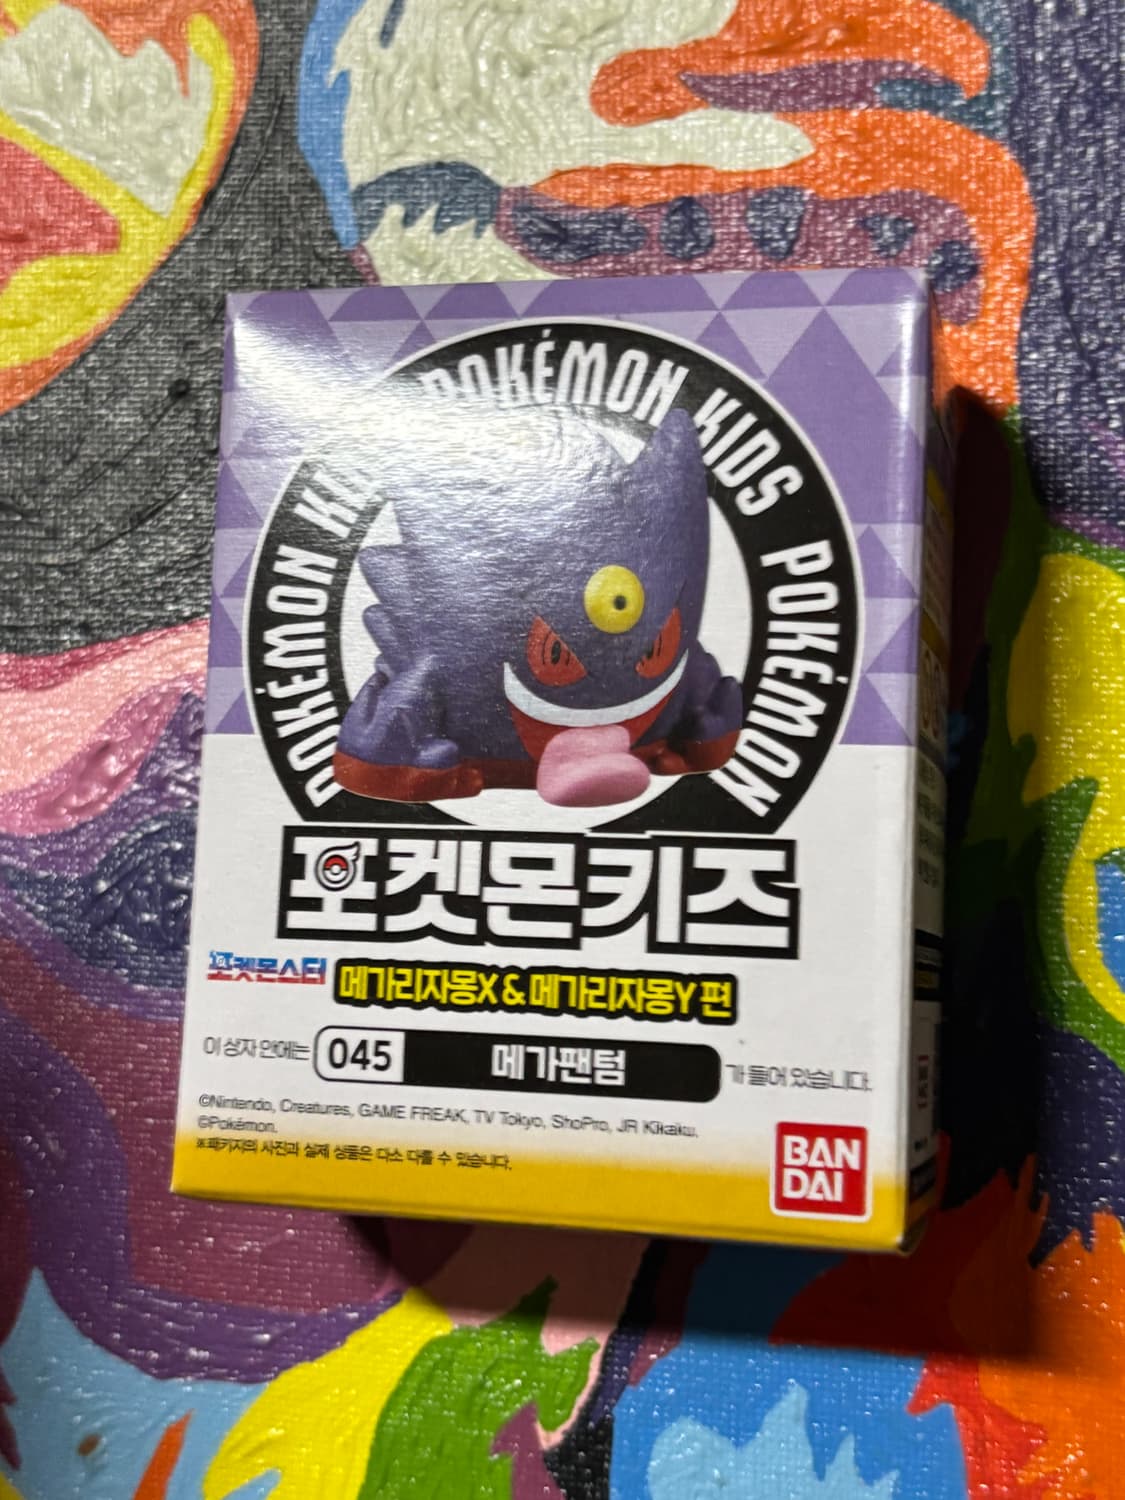 POKÉMON KIDS POKÉMON
POKÉMON
포켓몬키즈
포켓몬스터 메가리자몽X & 메가리자몽Y 편
이 상자 안에는 045 메가팬텀 가 들어 있습니다.
©Nintendo, Creatures, GAME FREAK, TV Tokyo, ShoPro, JR Kikaku.
©Pokémon.
※패키지의 사진과 실제 상품은 다소 다를 수 있습니다.
BAN
DAI